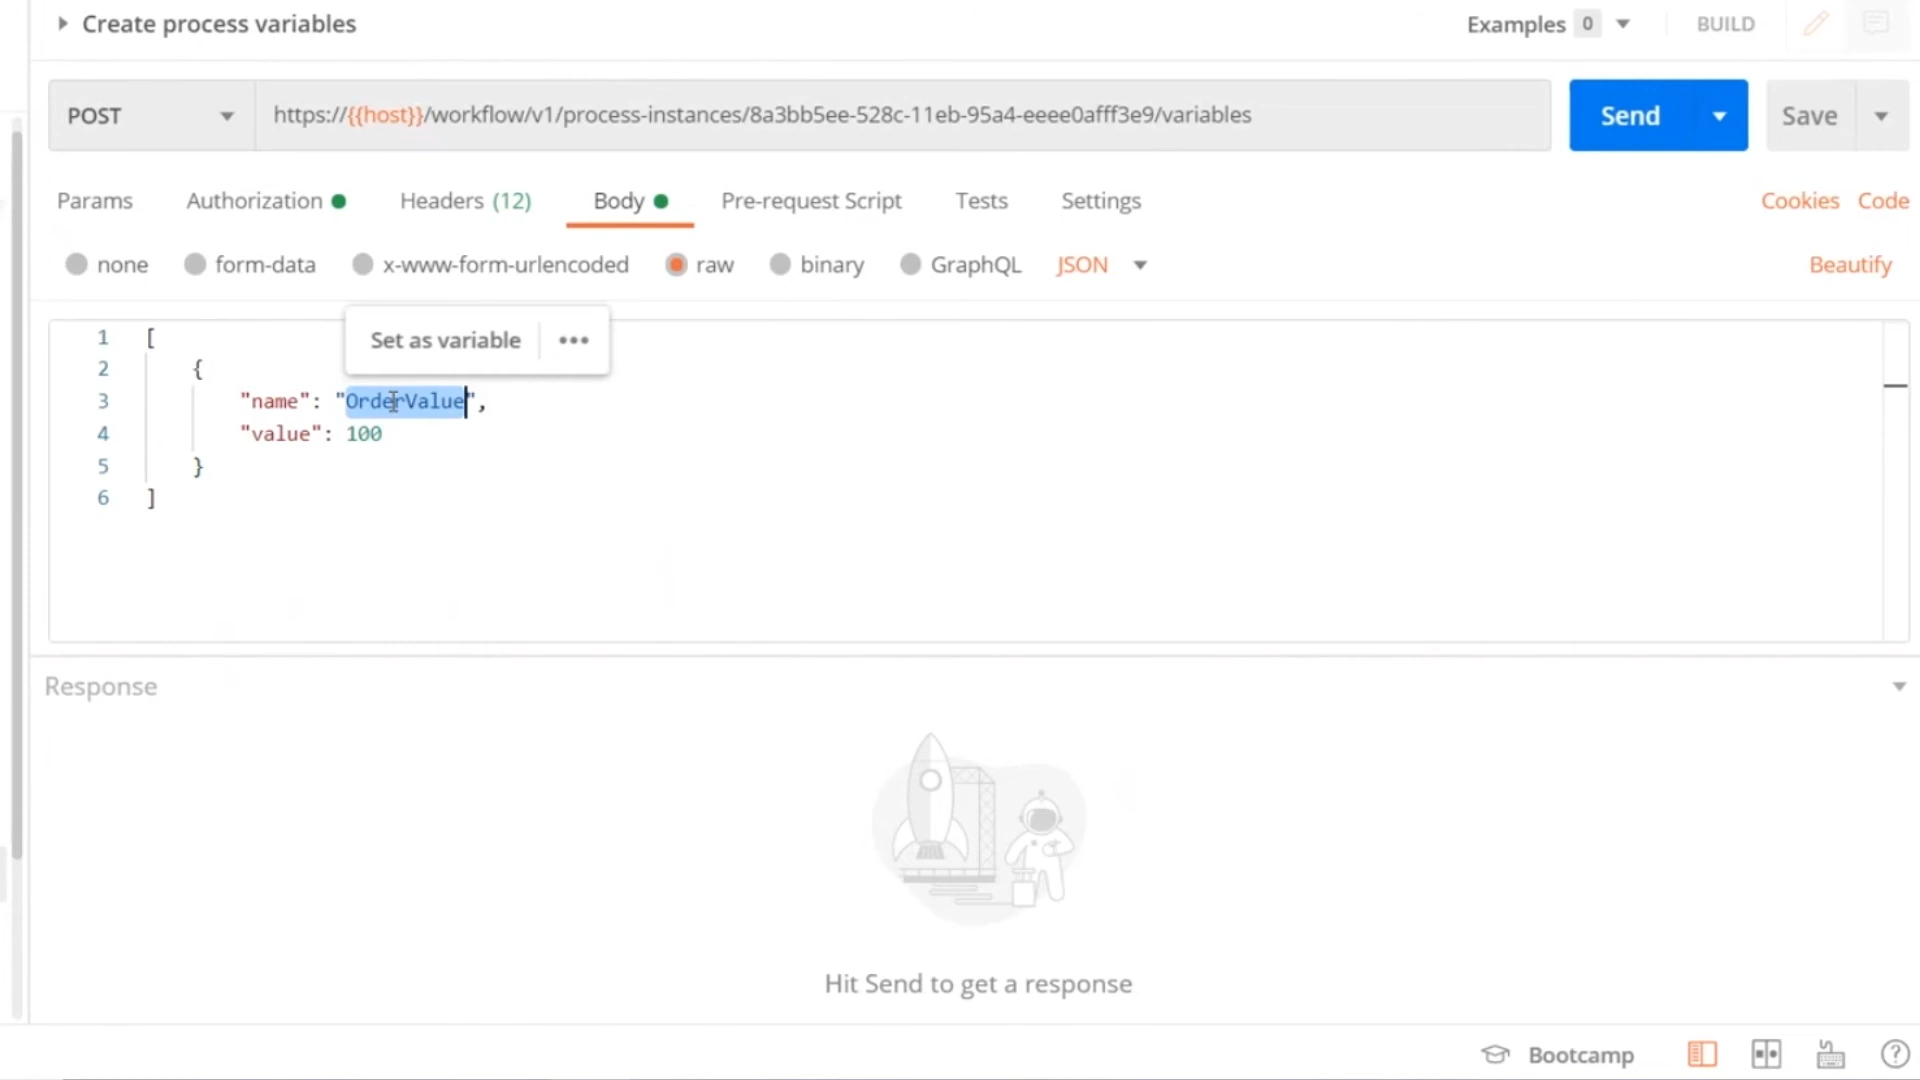 Create process variables
Examples 0
BUILD
POST
https://{{host}}/workflow/v1/process-instances/8a3bb5ee-528c-11eb-95a4-eeee0afff3e9/variables
Send
Save
Params Authorization Headers (12) Body Pre-request Script Tests Settings Cookies Code
none form-data x-www-form-urlencoded raw binary GraphQL JSON Beautify
Set as variable •••
1 [
2 {
3 "name": "OrderValue",
4 "value": 100
5 }
6 ]
Response
Hit Send to get a response
Bootcamp